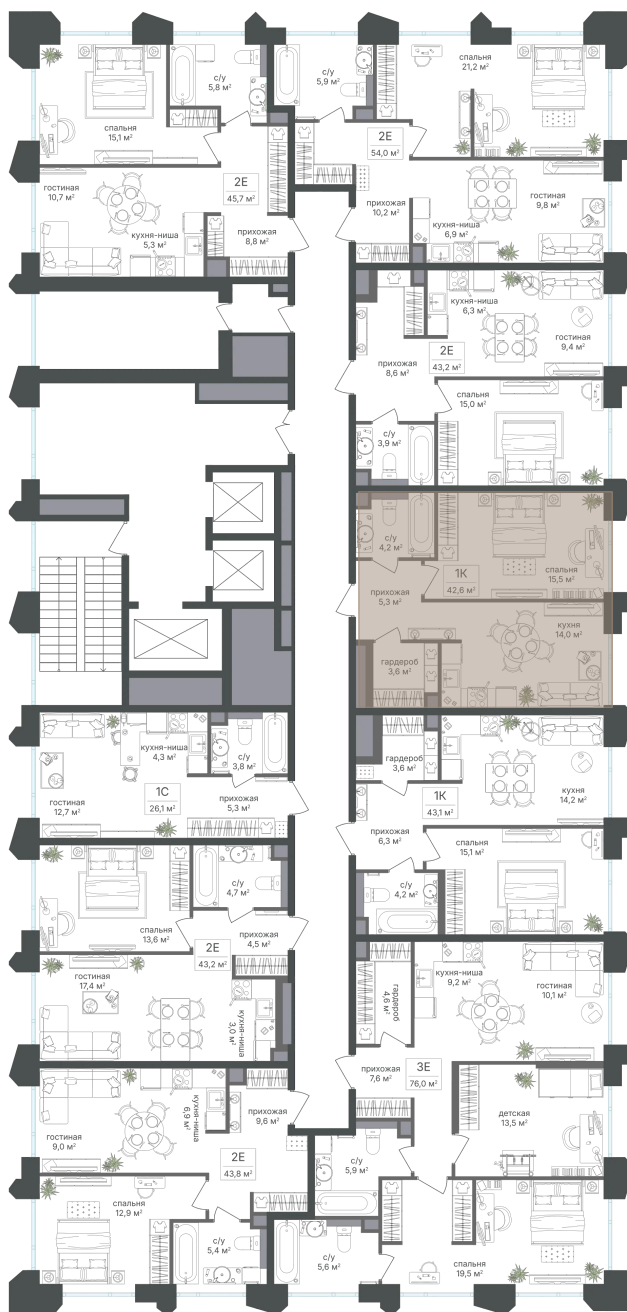 с/у
5,8 м²
с/у
5,9 м²
спальня
21,2 м²
спальня
15,1 м²
2Е
54,0 м²
гостиная
10,7 м²
2Е
45,7 м²
кухня-ниша
5,3 м²
прихожая
8,8 м²
прихожая
10,2 м²
кухня-ниша
6,9 м²
гостиная
9,8 м²
кухня-ниша
6,3 м²
гостиная
9,4 м²
прихожая
8,6 м²
2Е
43,2 м²
спальня
15,0 м²
с/у
3,9 м²
с/у
4,2 м²
спальня
15,5 м²
1К
42,6 м²
прихожая
5,3 м²
кухня
14,0 м²
гардероб
3,6 м²
кухня-ниша
4,3 м²
с/у
3,8 м²
гостиная
12,7 м²
1С
26,1 м²
прихожая
5,3 м²
гардероб
3,6 м²
кухня
14,2 м²
1К
43,1 м²
прихожая
6,3 м²
спальня
15,1 м²
с/у
4,2 м²
с/у
4,7 м²
спальня
13,6 м²
прихожая
4,5 м²
2Е
43,2 м²
гостиная
17,4 м²
кухня-ниша
3,0 м²
гардероб
4,6 м²
кухня-ниша
9,2 м²
гостиная
10,1 м²
прихожая
7,6 м²
3Е
76,0 м²
детская
13,5 м²
кухня-ниша
6,9 м²
гостиная
9,0 м²
прихожая
9,6 м²
2Е
43,8 м²
с/у
5,9 м²
спальня
12,9 м²
с/у
5,4 м²
с/у
5,6 м²
спальня
19,5 м²